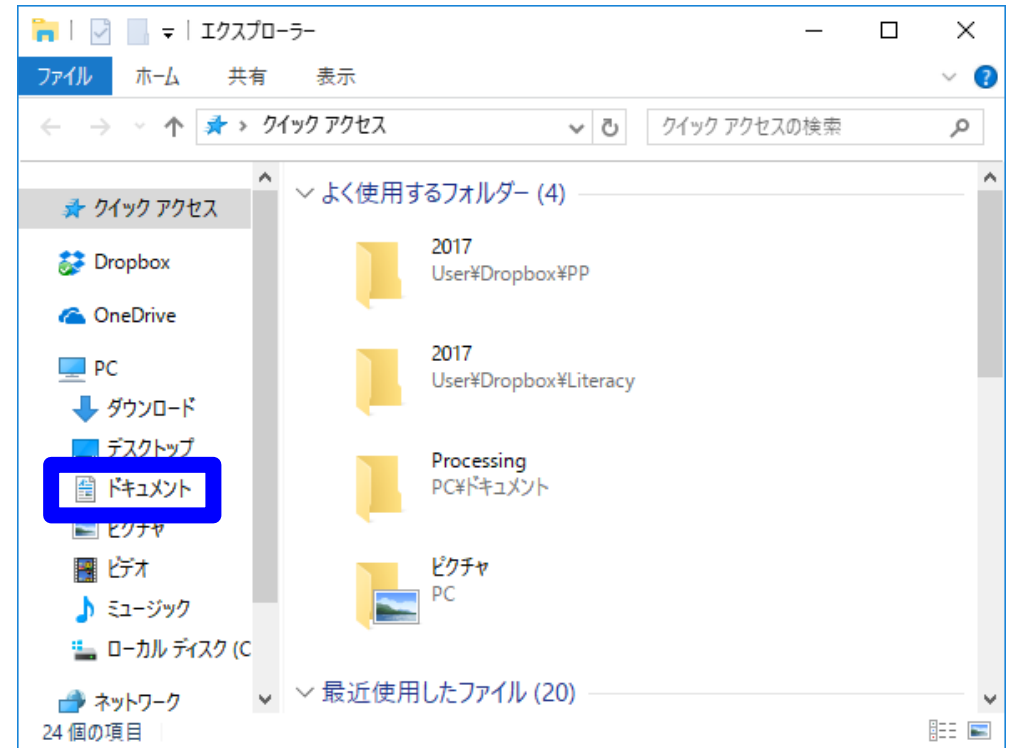 エクスプローラー
ファイル ホーム 共有 表示
クイック アクセス
クイック アクセスの検索
クイック アクセス
Dropbox
OneDrive
PC
ダウンロード
デスクトップ
ドキュメント
ピクチャ
ビデオ
ミュージック
ローカル ディスク (C
ネットワーク
よく使用するフォルダー (4)
2017
User¥Dropbox¥PP
2017
User¥Dropbox¥Literacy
Processing
PC¥ドキュメント
ピクチャ
PC
最近使用したファイル (20)
24 個の項目